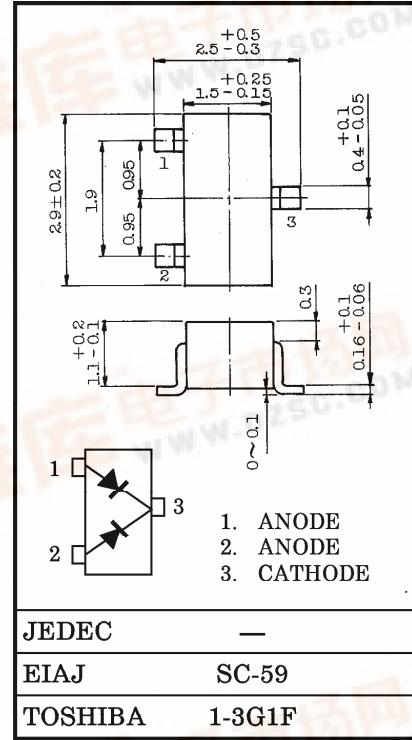 +0.5
2.5 - 0.3
+0.25
1.5 - 0.15
+0.1
0.4 - 0.05
2.9±0.2
1.9
0.95
0.95
1
2
3
+0.2
1.1 - 0.1
0.3
+0.1
0.16 - 0.06
0~0.1
1
2
3
1. ANODE
2. ANODE
3. CATHODE
JEDEC —
EIAJ SC-59
TOSHIBA 1-3G1F